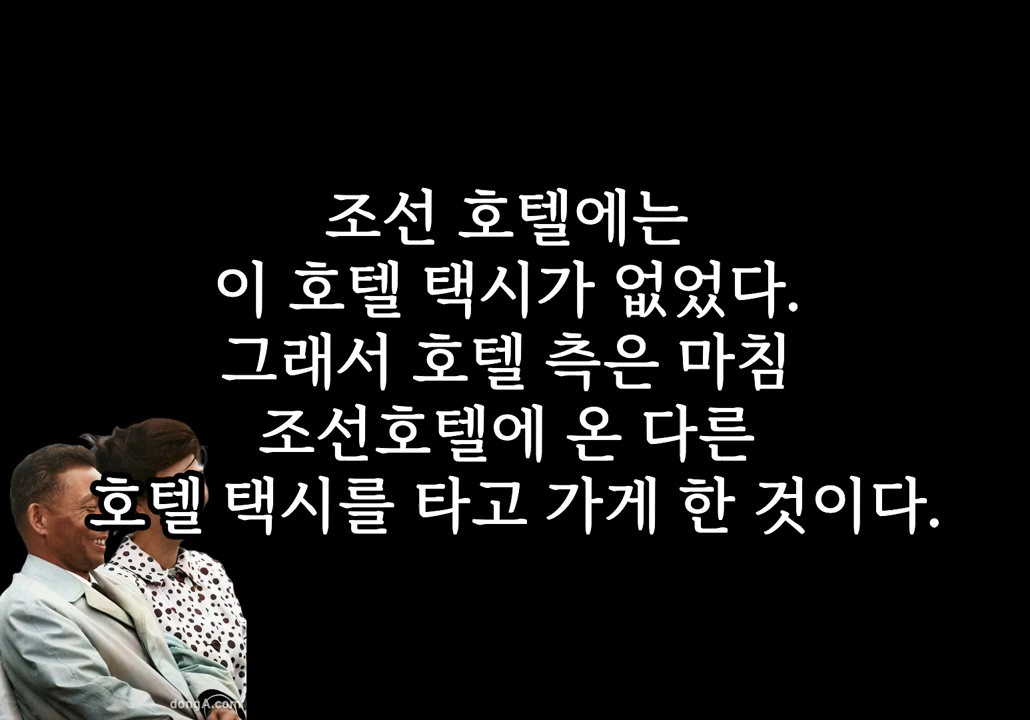 조선 호텔에는
이 호텔 택시가 없었다.
그래서 호텔 측은 마침
조선호텔에 온 다른
호텔 택시를 타고 가게 한 것이다.
dongA.com